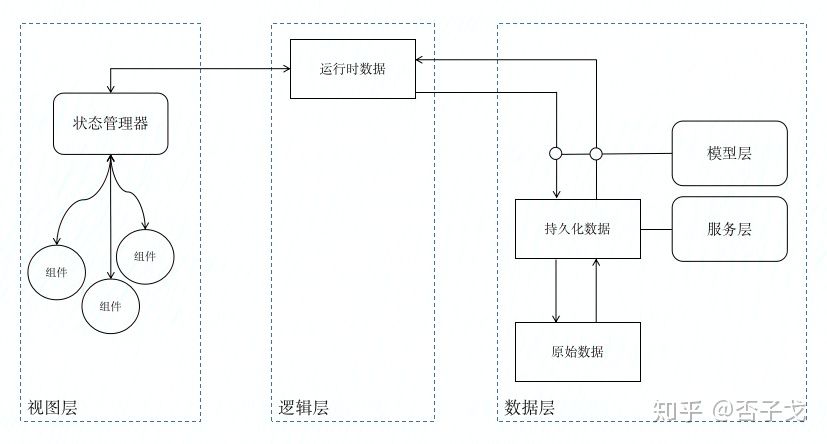 运行时数据
状态管理器
模型层
持久化数据
服务层
组件
组件
组件
原始数据
视图层
逻辑层
数据层
知乎 @否子戈